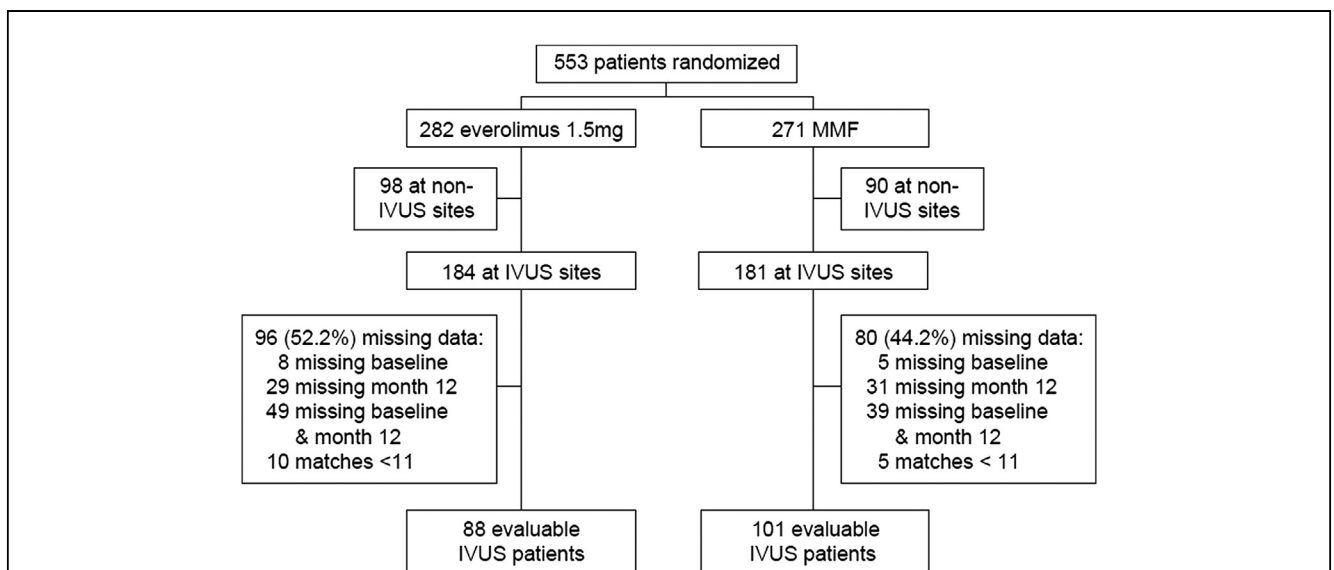 553 patients randomized
282 everolimus 1.5mg
271 MMF
98 at non-
IVUS sites
90 at non-
IVUS sites
184 at IVUS sites
181 at IVUS sites
96 (52.2%) missing data:
8 missing baseline
29 missing month 12
49 missing baseline
& month 12
10 matches <11
80 (44.2%) missing data:
5 missing baseline
31 missing month 12
39 missing baseline
& month 12
5 matches < 11
88 evaluable
IVUS patients
101 evaluable
IVUS patients